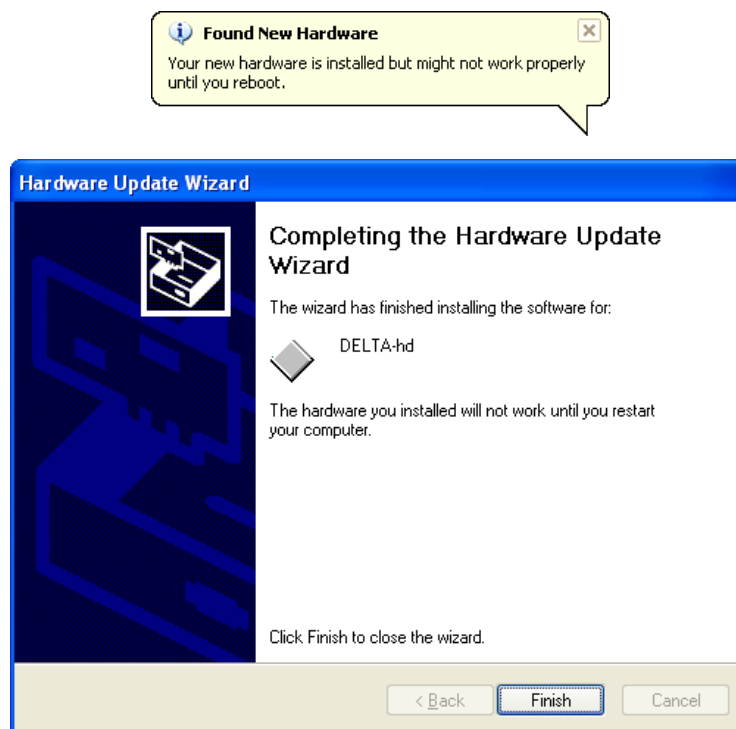 Found New Hardware
Your new hardware is installed but might not work properly
until you reboot.
Hardware Update Wizard
Completing the Hardware Update
Wizard
The wizard has finished installing the software for:
DELTA-hd
The hardware you installed will not work until you restart
your computer.
Click Finish to close the wizard.
< Back Finish Cancel